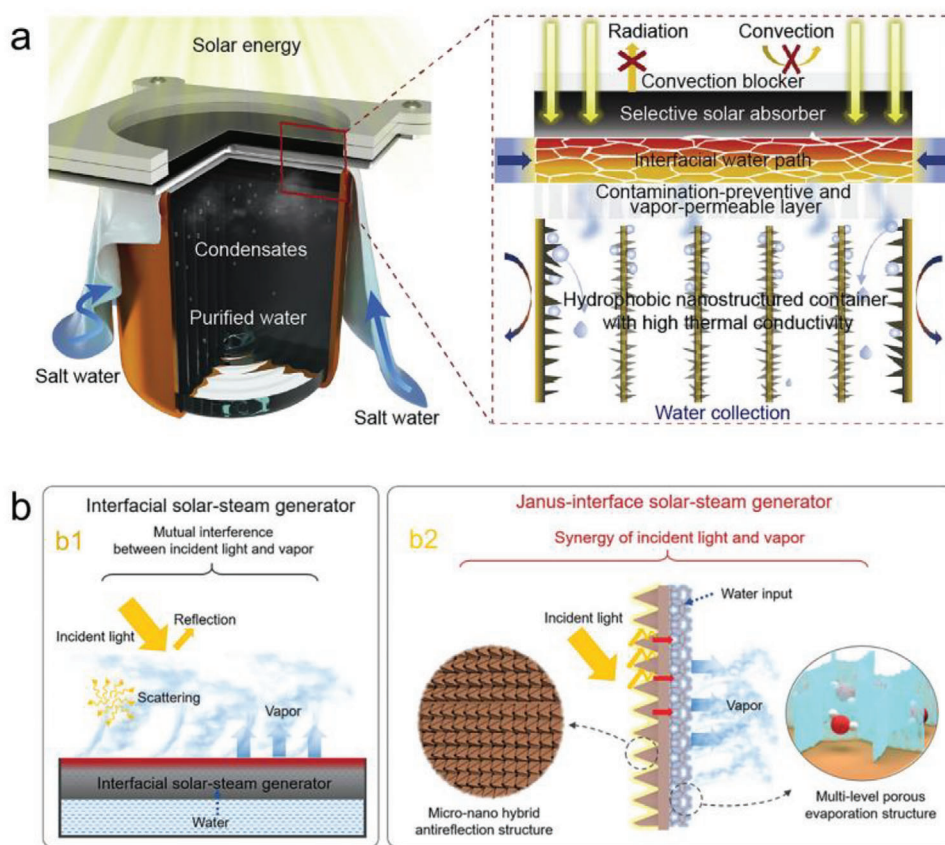 a
Solar energy
Condensates
Purified water
Salt water
Salt water
Radiation
Convection
Convection blocker
Selective solar absorber
Interfacial water path
Contamination-preventive and
vapor-permeable layer
Hydrophobic nanostructured container
with high thermal conductivity
Water collection
b
Interfacial solar-steam generator
b1
Mutual interference
between incident light and vapor
Incident light
Reflection
Scattering
Vapor
Interfacial solar-steam generator
Water
Janus-interface solar-steam generator
b2
Synergy of incident light and vapor
Incident light
Water input
Vapor
Micro-nano hybrid
antireflection structure
Multi-level porous
evaporation structure